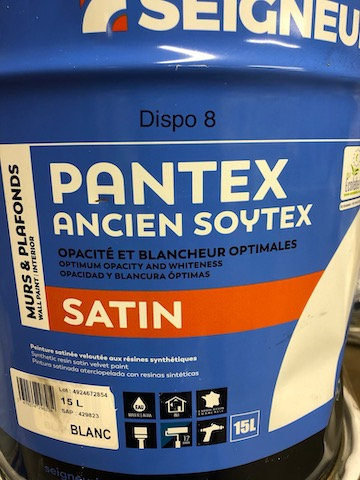 SEIGNEU
Dispo 8
MURS & PLAFONDS
WALL PAINT | INTERIOR
PANTEX
ANCIEN SOYTEX
OPACITÉ ET BLANCHEUR OPTIMALES
OPTIMUM OPACITY AND WHITENESS
OPACIDAD Y BLANCURA ÓPTIMAS
SATIN
Peinture satinée veloutée aux résines synthétiques
Synthetic resin satin velvet paint
Pintura satinada aterciopelada con resinas sintéticas
Lot : 4924672854
15 L
SAP : 429823
BLANC
EAU
15L
seigneu